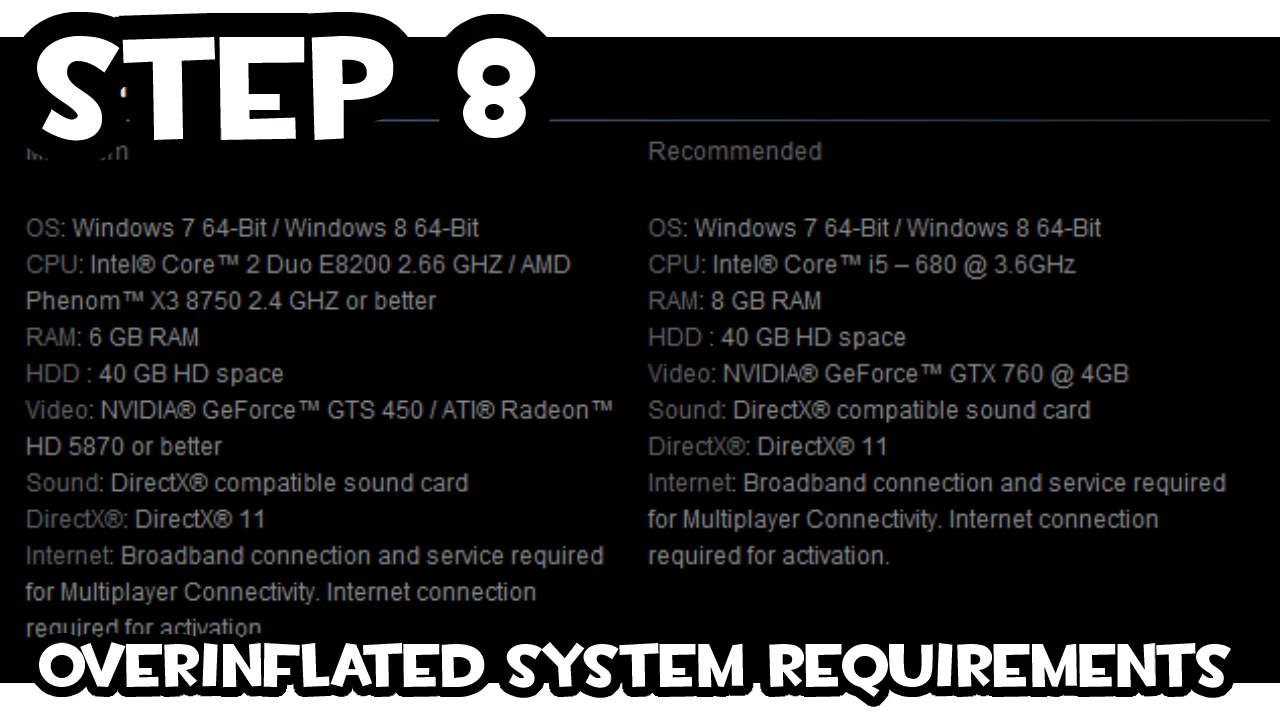 STEP 8
Recommended
OS: Windows 7 64-Bit / Windows 8 64-Bit
CPU: Intel® Core™ 2 Duo E8200 2.66 GHZ / AMD
Phenom™ X3 8750 2.4 GHZ or better
RAM: 6 GB RAM
HDD : 40 GB HD space
Video: NVIDIA® GeForce™ GTS 450 / ATI® Radeon™
HD 5870 or better
Sound: DirectX® compatible sound card
DirectX®: DirectX® 11
Internet: Broadband connection and service required
for Multiplayer Connectivity. Internet connection
required for activation
OS: Windows 7 64-Bit / Windows 8 64-Bit
CPU: Intel® Core™ i5 – 680 @ 3.6GHz
RAM: 8 GB RAM
HDD : 40 GB HD space
Video: NVIDIA® GeForce™ GTX 760 @ 4GB
Sound: DirectX® compatible sound card
DirectX®: DirectX® 11
Internet: Broadband connection and service required
for Multiplayer Connectivity. Internet connection
required for activation.
OVERINFLATED SYSTEM REQUIREMENTS